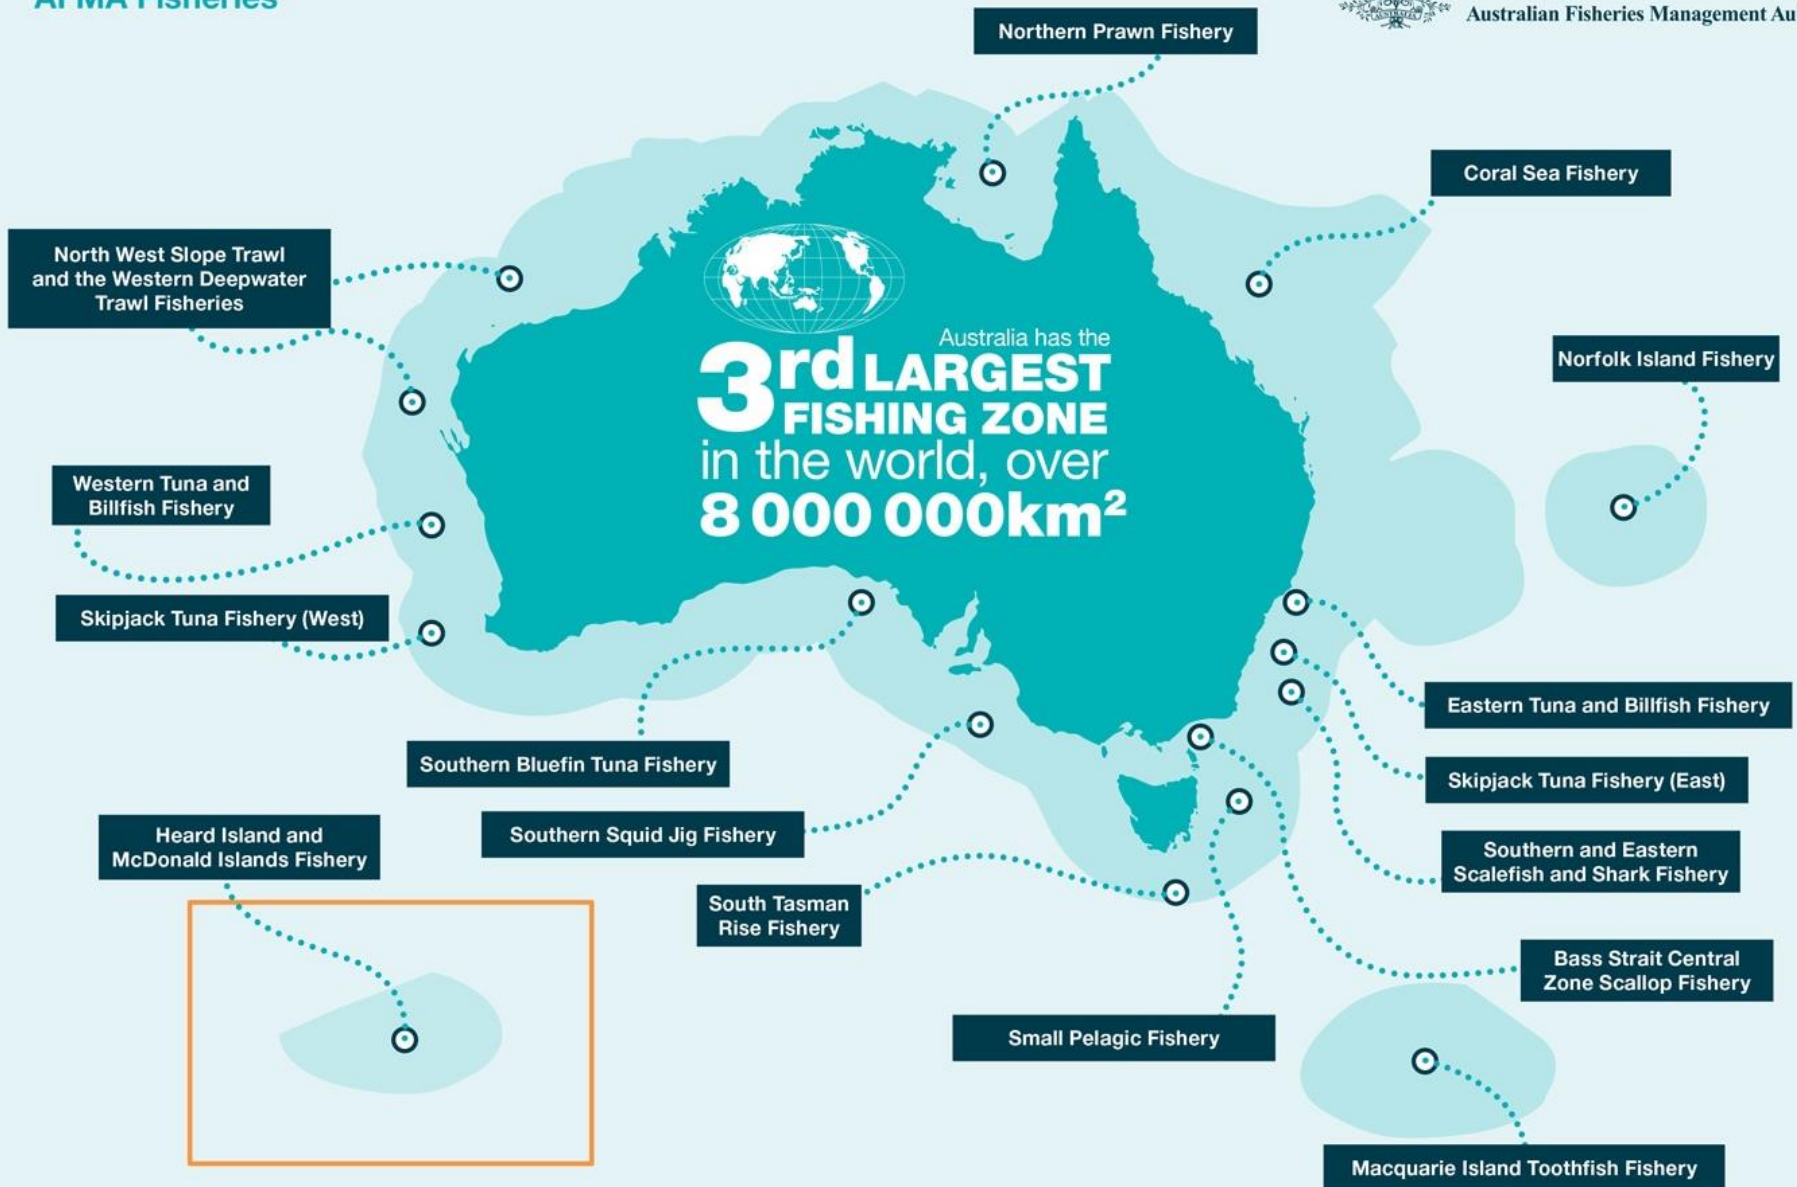 AFMA Fisheries
AUSTRALIA
Australian Fisheries Management Au
Northern Prawn Fishery
Coral Sea Fishery
North West Slope Trawl
and the Western Deepwater
Trawl Fisheries
Australia has the
3rd LARGEST
FISHING ZONE
in the world, over
8 000 000km²
Norfolk Island Fishery
Western Tuna and
Billfish Fishery
Skipjack Tuna Fishery (West)
Eastern Tuna and Billfish Fishery
Southern Bluefin Tuna Fishery
Skipjack Tuna Fishery (East)
Southern Squid Jig Fishery
Heard Island and
McDonald Islands Fishery
Southern and Eastern
Scalefish and Shark Fishery
South Tasman
Rise Fishery
Bass Strait Central
Zone Scallop Fishery
Small Pelagic Fishery
Macquarie Island Toothfish Fishery